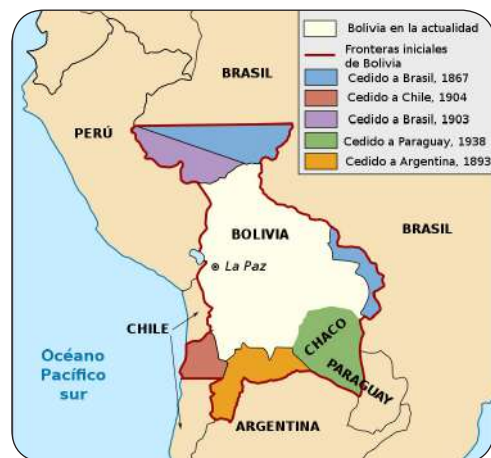 Bolivia en la actualidad
Fronteras iniciales
de Bolivia
Cedido a Brasil, 1867
Cedido a Chile, 1904
Cedido a Brasil, 1903
Cedido a Paraguay, 1938
Cedido a Argentina, 1893
BRASIL
PERÚ
BOLIVIA
BRASIL
La Paz
CHILE
CHACO
Océano
Pacífico
sur
PARAGUAY
ARGENTINA